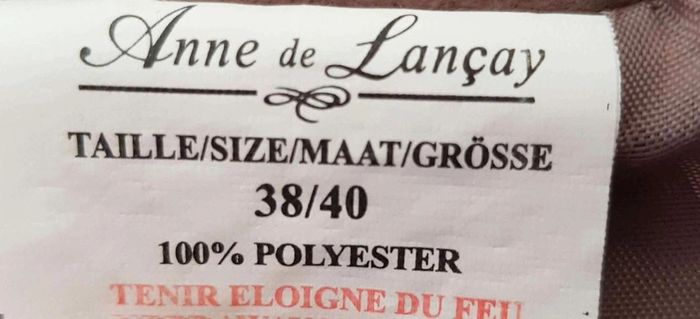 Anne de Lançay
TAILLE/SIZE/MAAT/GRÖSSE
38/40
100% POLYESTER
TENIR ELOIGNE DU FEU